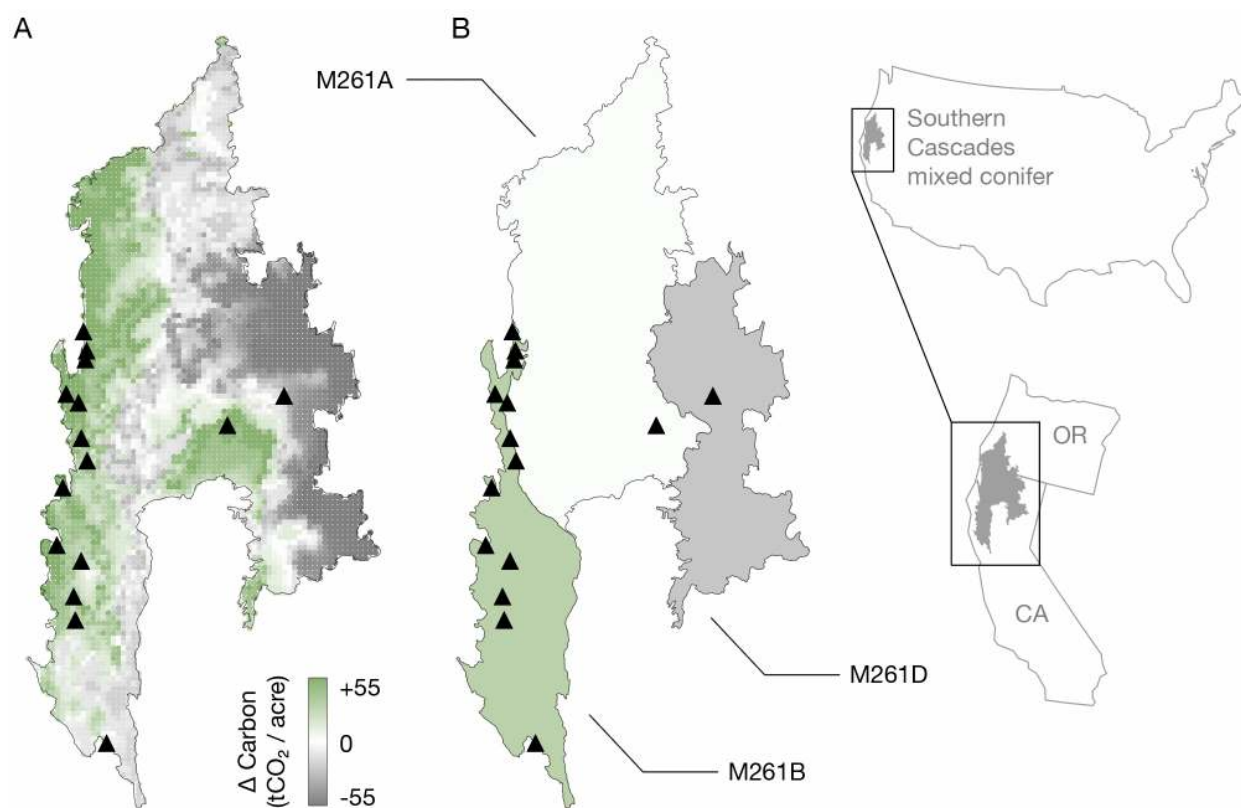 A
B
M261A
Southern
Cascades
mixed conifer
OR
CA
M261D
M261B
Δ Carbon
(tCO₂ / acre)
+55
0
-55